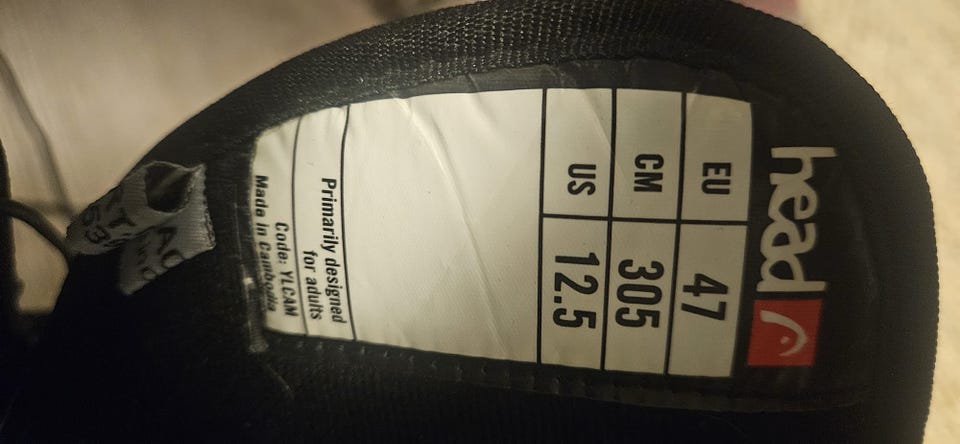 head
EU 47
CM 305
US 12.5
Primarily designed
for adults
Code: YLCAM
Made in Cambodia